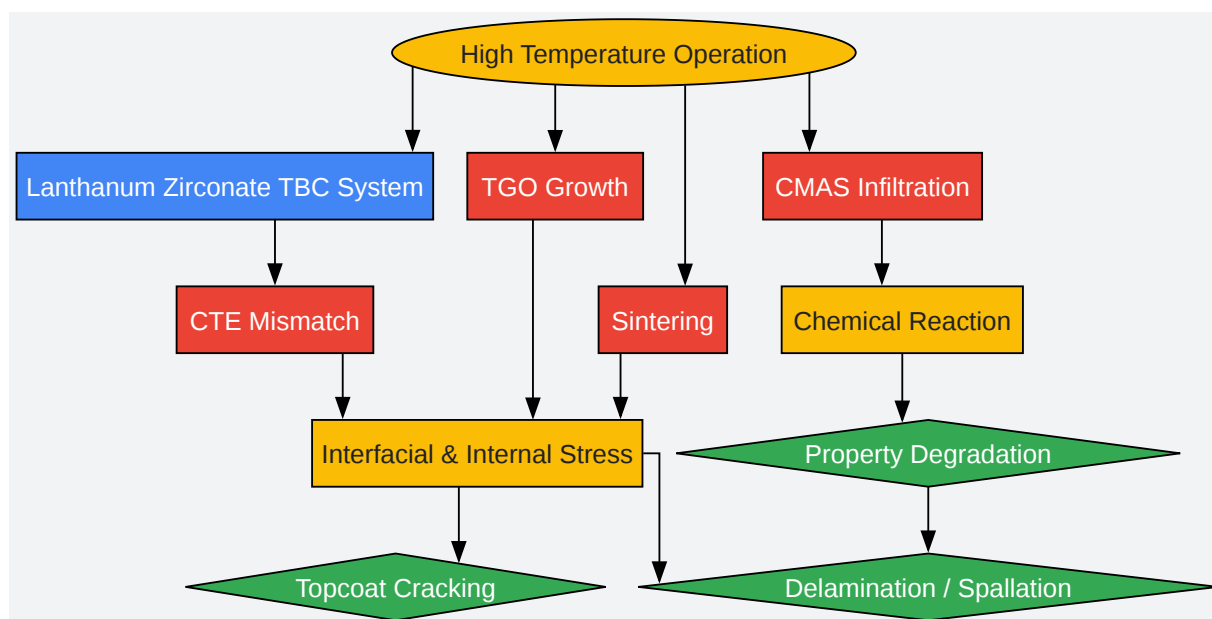 High Temperature Operation
Lanthanum Zirconate TBC System
TGO Growth
CMAS Infiltration
CTE Mismatch
Sintering
Chemical Reaction
Interfacial & Internal Stress
Property Degradation
Topcoat Cracking
Delamination / Spallation